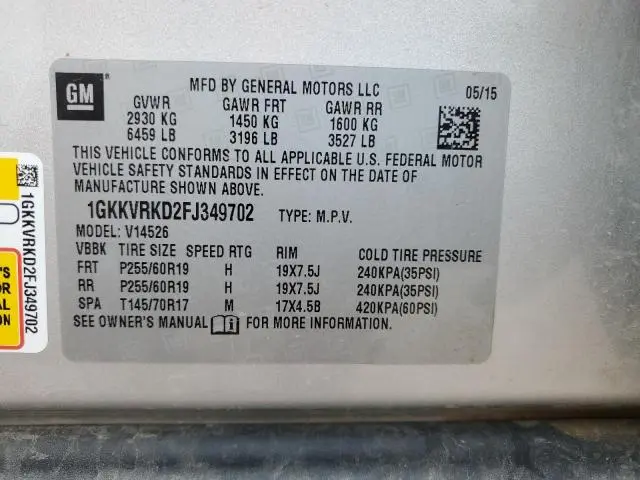 GM
MFD BY GENERAL MOTORS LLC
05/15
GVWR GAWR FRT GAWR RR
2930 KG 1450 KG 1600 KG
6459 LB 3196 LB 3527 LB
THIS VEHICLE CONFORMS TO ALL APPLICABLE U.S. FEDERAL MOTOR
VEHICLE SAFETY STANDARDS IN EFFECT ON THE DATE OF
MANUFACTURE SHOWN ABOVE.
1GKKVRKD2FJ349702 TYPE: M.P.V.
MODEL: V14526
VBBK TIRE SIZE SPEED RTG RIM COLD TIRE PRESSURE
FRT P255/60R19 H 19X7.5J 240KPA(35PSI)
RR P255/60R19 H 19X7.5J 240KPA(35PSI)
SPA T145/70R17 M 17X4.5B 420KPA(60PSI)
SEE OWNER'S MANUAL i FOR MORE INFORMATION.
1GKKVRKD2FJ349702
'S
OR
AL
ON